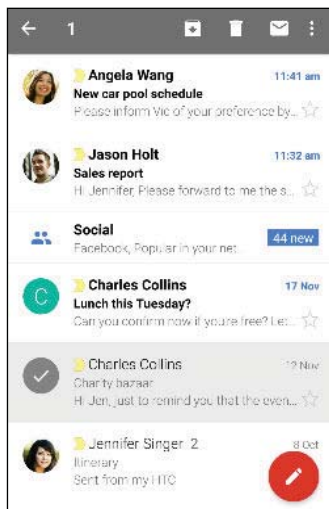 1
Angela Wang 11:41 am
New car pool schedule
Please inform Vic of your preference by...
Jason Holt 11:32 am
Sales report
Hi Jennifer, Please forward to me the s...
Social
Facebook, Popular in your net... 44 new
Charles Collins 17 Nov
Lunch this Tuesday?
Can you confirm now if you're free? Let...
Charles Collins 12 Nov
Charity bazaar
Hi Jen, just to remind you that the even...
Jennifer Singer 2 8 Oct
Itinerary
Sent from my HTC
C